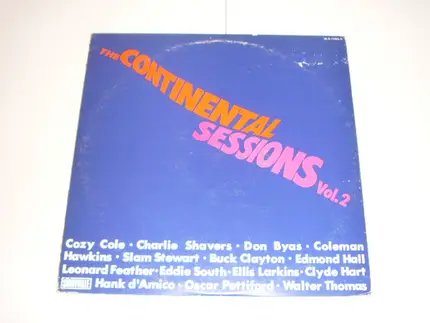 THE CONTINENTAL
SESSIONS Vol.2
Cozy Cole · Charlie Shavers · Don Byas · Coleman
Hawkins · Slam Stewart · Buck Clayton · Edmond Hall
Leonard Feather · Eddie South · Ellis Larkins · Clyde Hart
Hank d'Amico · Oscar Pettiford · Walter Thomas